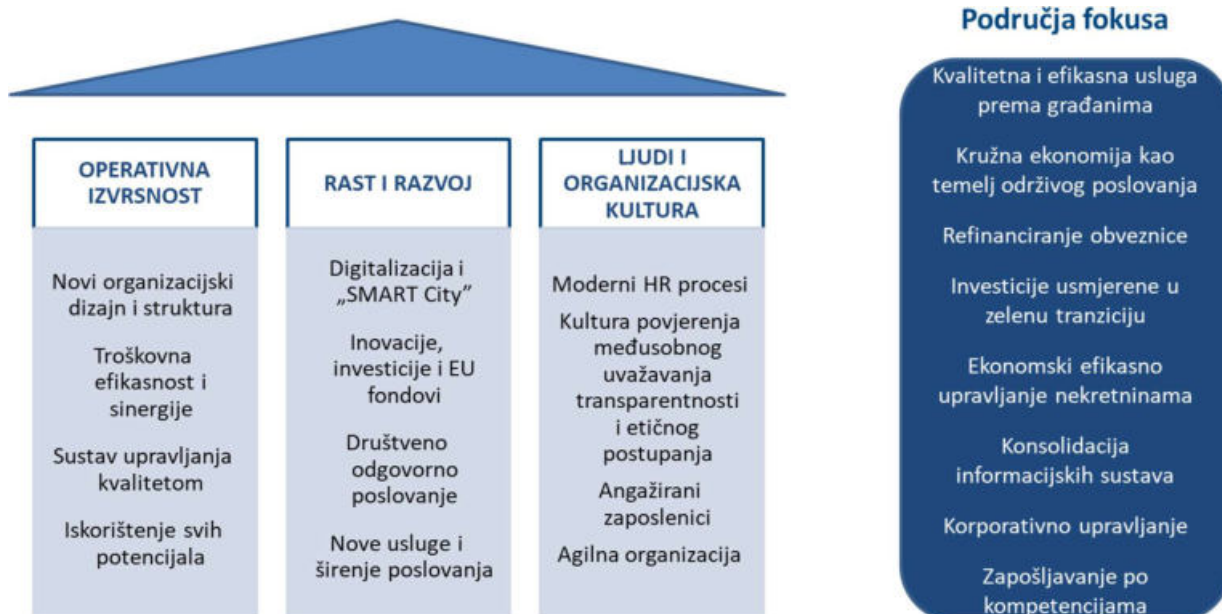 OPERATIVNA
IZVRSNOST
Novi organizacijski
dizajn i struktura
Troškovna
efikasnost i
sinergije
Sustav upravljanja
kvalitetom
Iskorištenje svih
potencijala
RAST I RAZVOJ
Digitalizacija i
„SMART City”
Inovacije,
investicije i EU
fondovi
Društveno
odgovorno
poslovanje
Nove usluge i
širenje poslovanja
LJUDI I
ORGANIZACIJSKA
KULTURA
Moderni HR procesi
Kultura povjerenja
međusobnog
uvažavanja
transparentnosti
i etičnog
postupanja
Angažirani
zaposlenici
Agilna organizacija
Područja fokusa
Kvalitetna i efikasna usluga
prema građanima
Kružna ekonomija kao
temelj održivog poslovanja
Refinanciranje obveznice
Investicije usmjerene u
zelenu tranziciju
Ekonomski efikasno
upravljanje nekretninama
Konsolidacija
informacijskih sustava
Korporativno upravljanje
Zapošljavanje po
kompetencijama